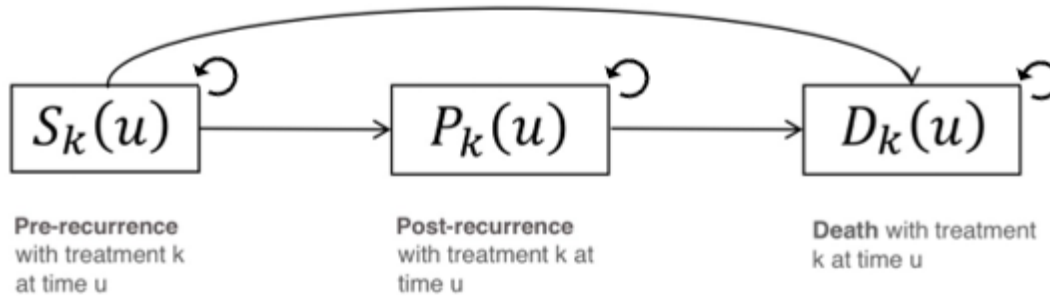 S_k(u)
P_k(u)
D_k(u)
Pre-recurrence
with treatment k
at time u
Post-recurrence
with treatment k at
time u
Death with treatment
k at time u